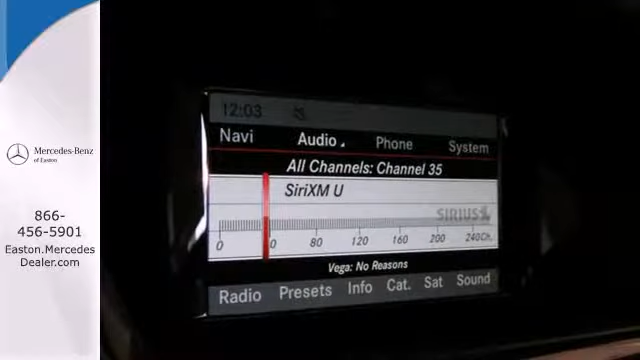 Mercedes-Benz
of Easton
866-
456-5901
Easton.Mercedes
Dealer.com
12:03
Navi Audio Phone System
All Channels: Channel 35
SiriXM U
SIRIUS
0 80 120 160 200 240Ch.
Vega: No Reasons
Radio Presets Info Cat. Sat Sound